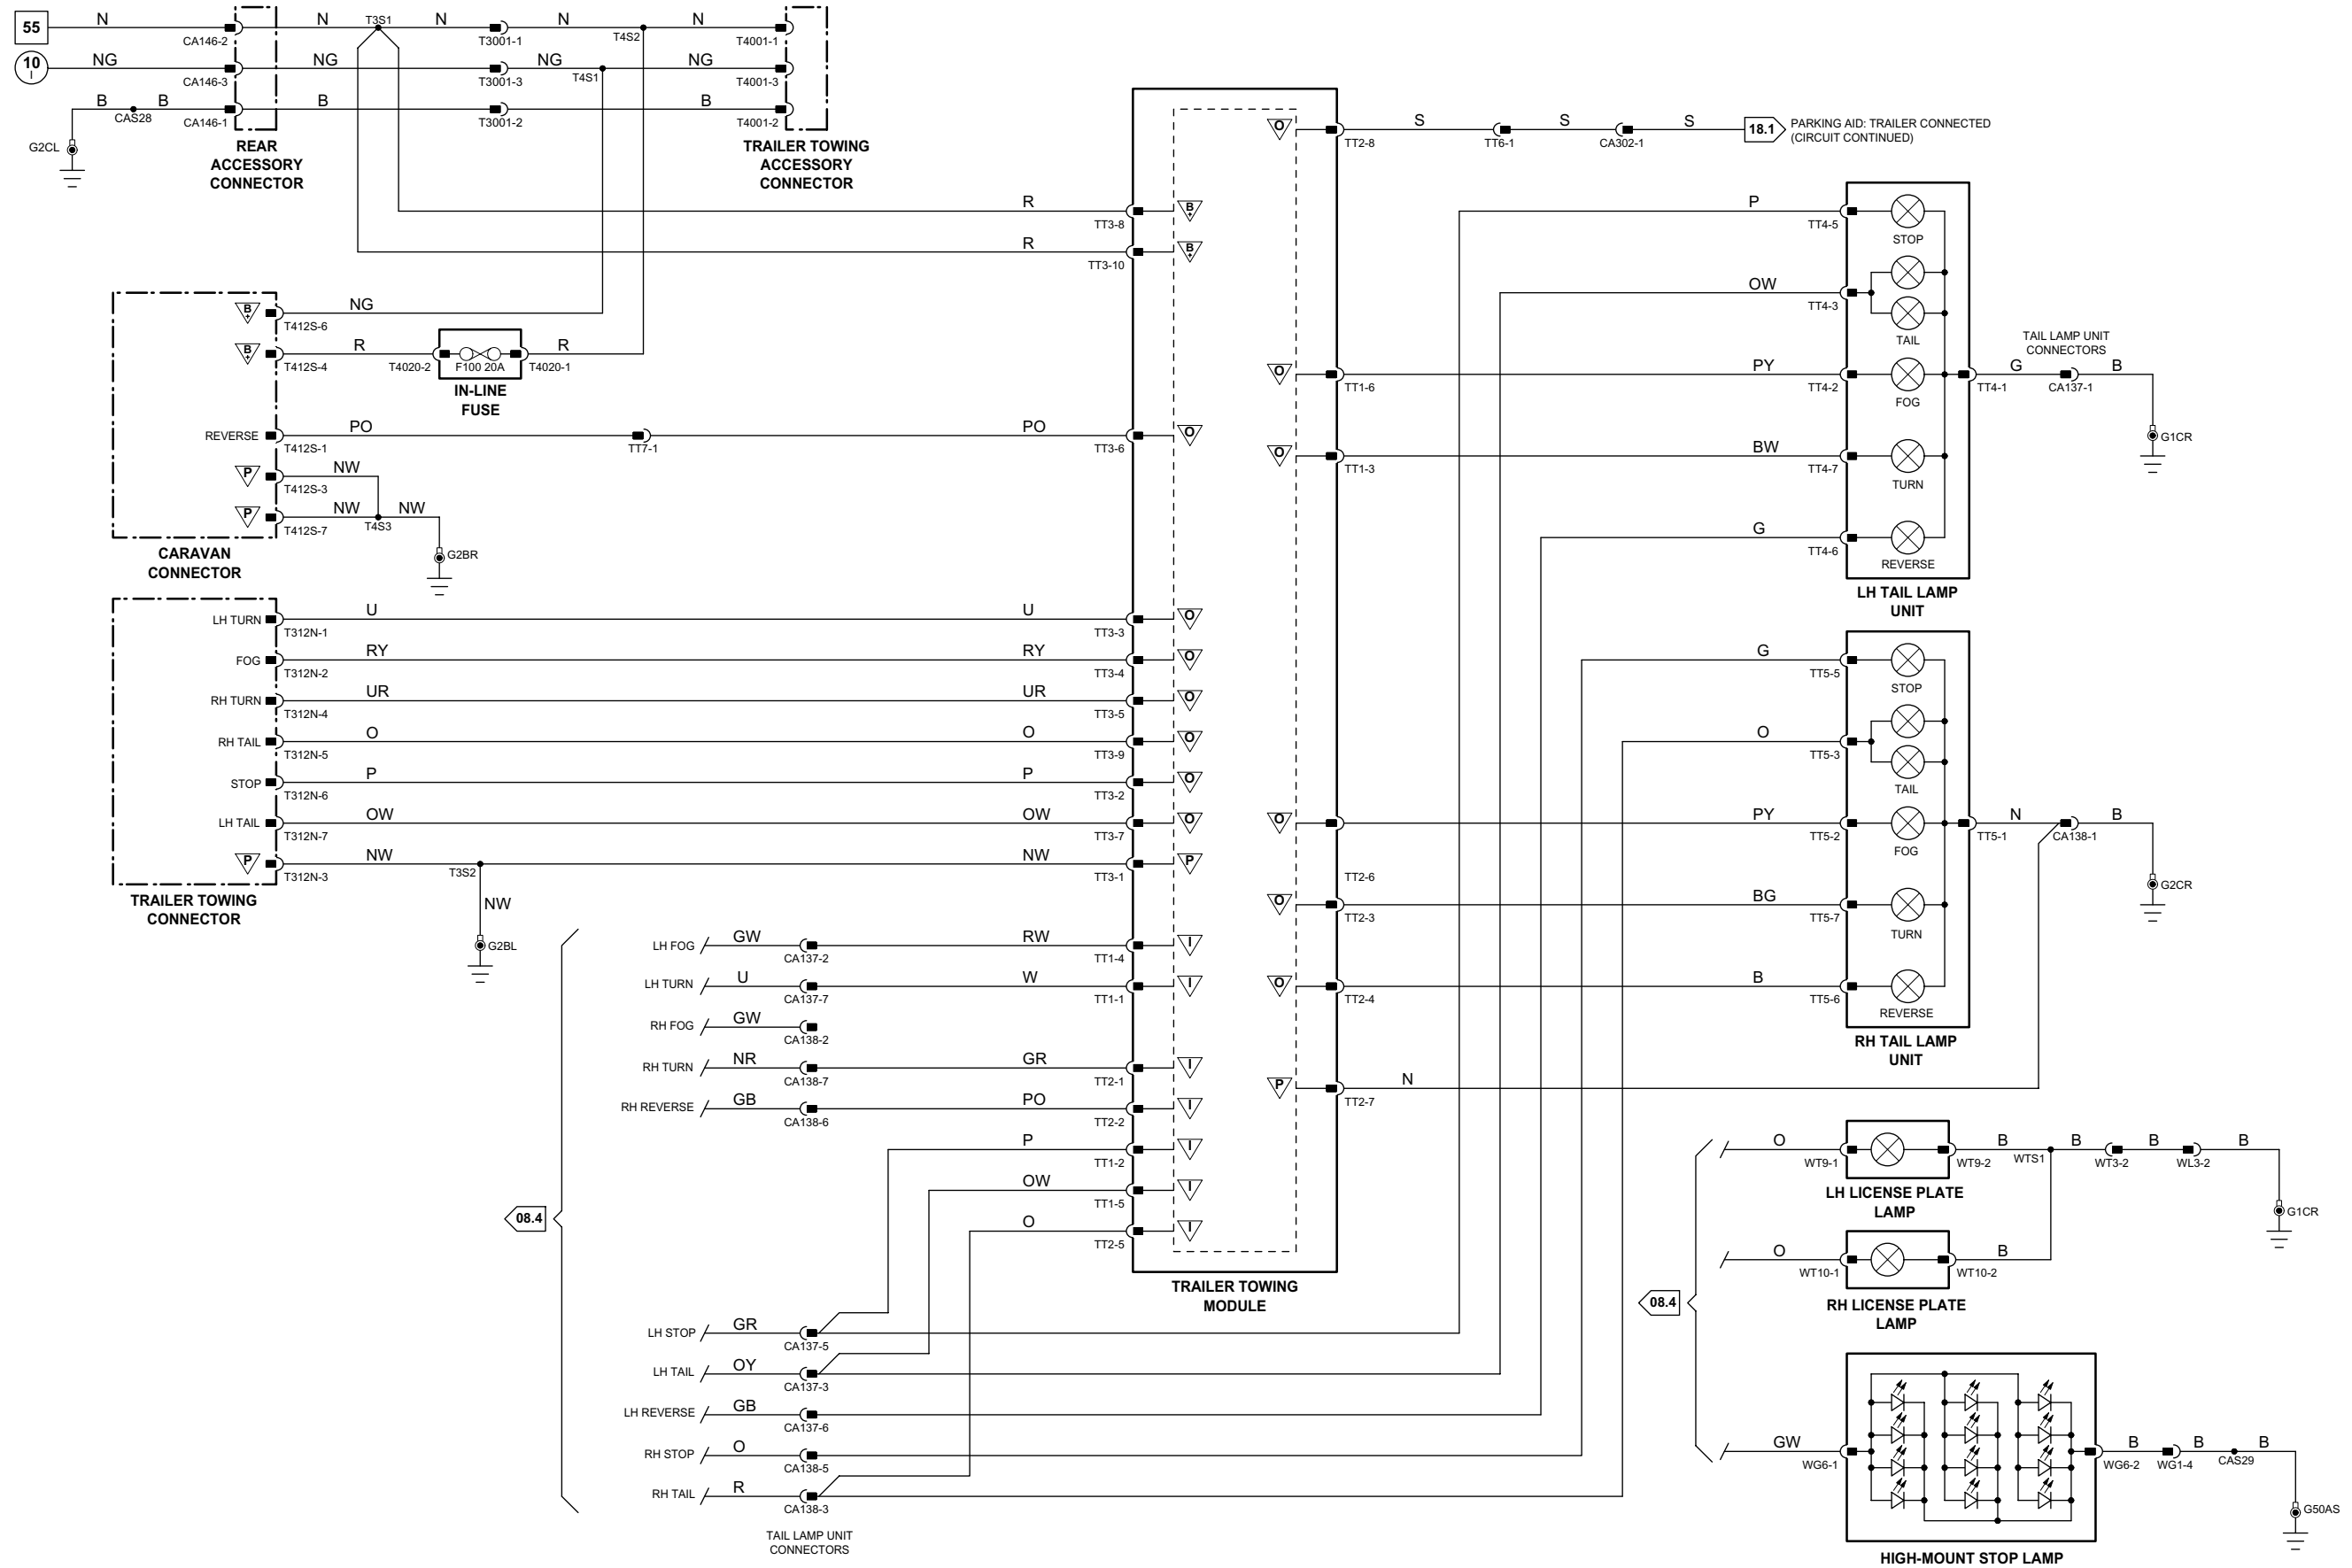 55
N
CA146-2
N
T3S1
N
T3001-1
N
T4S2
N
T4001-1
10
I
NG
CA146-3
NG
T3001-3
NG
T4S1
NG
T4001-3
B
CAS28
B
CA146-1
B
T3001-2
B
T4001-2
G2CL
REAR
ACCESSORY
CONNECTOR
TRAILER TOWING
ACCESSORY
CONNECTOR
R
TT3-8
B
+
R
TT3-10
B
+
B
+
T412S-6
NG
B
+
T412S-4
R
T4020-2
F100 20A
T4020-1
R
IN-LINE
FUSE
REVERSE
T412S-1
PO
TT7-1
PO
TT3-6
O
P
T412S-3
NW
P
T412S-7
NW
T4S3
NW
G2BR
CARAVAN
CONNECTOR
LH TURN
T312N-1
U
U
TT3-3
O
FOG
T312N-2
RY
RY
TT3-4
O
RH TURN
T312N-4
UR
UR
TT3-5
O
RH TAIL
T312N-5
O
O
TT3-9
O
STOP
T312N-6
P
P
TT3-2
O
LH TAIL
T312N-7
OW
OW
TT3-7
O
P
T312N-3
NW
T3S2
NW
TT3-1
P
NW
G2BL
TRAILER TOWING
CONNECTOR
08.4
LH FOG
GW
CA137-2
RW
TT1-4
I
LH TURN
U
CA137-7
W
TT1-1
I
RH FOG
GW
CA138-2
RH TURN
NR
CA138-7
GR
TT2-1
I
RH REVERSE
GB
CA138-6
PO
TT2-2
I
P
TT1-2
I
OW
TT1-5
I
O
TT2-5
I
TRAILER TOWING
MODULE
LH STOP
GR
CA137-5
LH TAIL
OY
CA137-3
LH REVERSE
GB
CA137-6
RH STOP
O
CA138-5
RH TAIL
R
CA138-3
TAIL LAMP UNIT
CONNECTORS
O
TT2-8
S
TT6-1
S
CA302-1
S
18.1
PARKING AID: TRAILER CONNECTED
(CIRCUIT CONTINUED)
P
TT4-5
STOP
OW
TT4-3
TAIL
O
TT1-6
PY
TT4-2
FOG
TT4-1
G
TAIL LAMP UNIT
CONNECTORS
CA137-1
B
G1CR
O
TT1-3
BW
TT4-7
TURN
G
TT4-6
REVERSE
LH TAIL LAMP
UNIT
G
TT5-5
STOP
O
TT5-3
TAIL
O
TT2-6
PY
TT5-2
FOG
TT5-1
N
CA138-1
B
G2CR
O
TT2-3
BG
TT5-7
TURN
O
TT2-4
B
TT5-6
REVERSE
RH TAIL LAMP
UNIT
P
TT2-7
N
08.4
O
WT9-1
WT9-2
B
WTS1
B
WT3-2
B
WL3-2
B
G1CR
LH LICENSE PLATE
LAMP
O
WT10-1
WT10-2
B
RH LICENSE PLATE
LAMP
GW
WG6-1
WG6-2
B
WG1-4
B
CAS29
B
G50AS
HIGH-MOUNT STOP LAMP